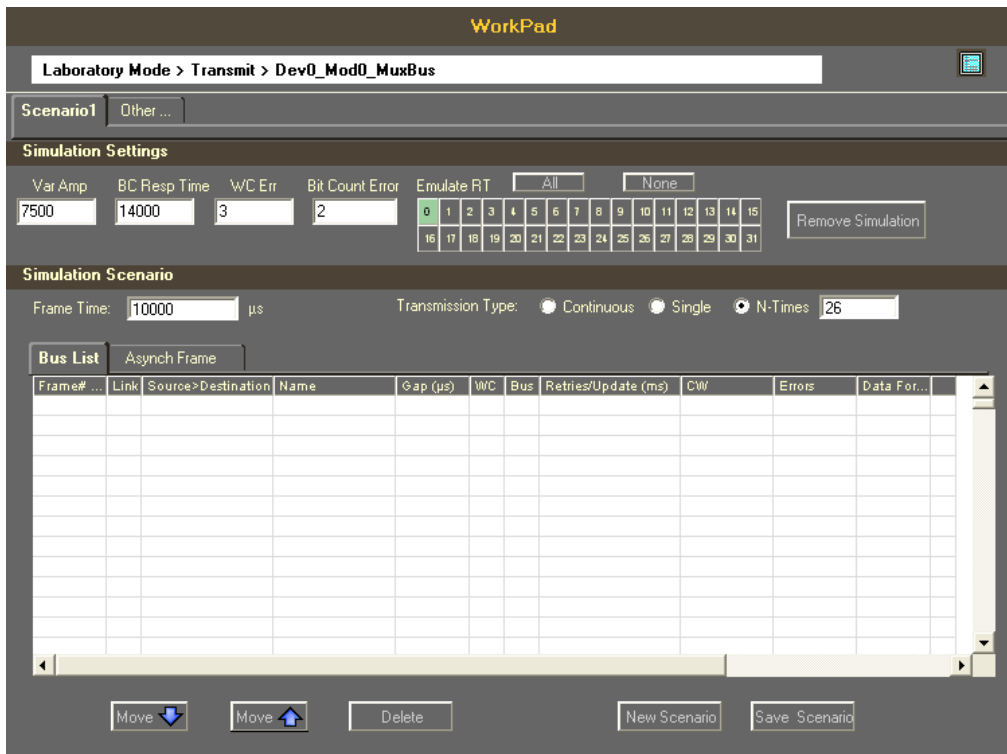 WorkPad
Laboratory Mode > Transmit > Dev0_Mod0_MuxBus
Scenario1 Other ...
Simulation Settings
Var Amp BC Resp Time WC Err Bit Count Error Emulate RT All None
7500 14000 3 2
0 1 2 3 4 5 6 7 8 9 10 11 12 13 14 15
16 17 18 19 20 21 22 23 24 25 26 27 28 29 30 31
Remove Simulation
Simulation Scenario
Frame Time: 10000 µs Transmission Type: Continuous Single N-Times 26
Bus List Asynch Frame
Frame# ... Link Source>Destination Name Gap (µs) WC Bus Retries/Update (ms) CW Errors Data For...
Move Move Delete New Scenario Save Scenario